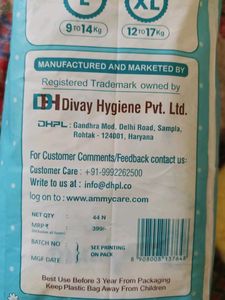 L
XL
9 to 14 Kg
12 to 17 Kg
MANUFACTURED AND MARKETED BY
Registered Trademark owned by
DH Divay Hygiene Pvt. Ltd.
DHPL : Gandhra Mod, Delhi Road, Sampla,
Rohtak - 124001, Haryana
For Customer Comments/Feedback contact us:
Customer Care : +91-9992262500
Write to us at : info@dhpl.co
log on to : www.ammycare.com
NET QTY : 44 N
MRP ₹ : 399/-
(Inclusive all taxes)
BATCH NO :
MGF DATE :
SEE PRINTING
ON PACK
8 908008 137648
Best Use Before 3 Year From Packaging
Keep Plastic Bag Away From Children